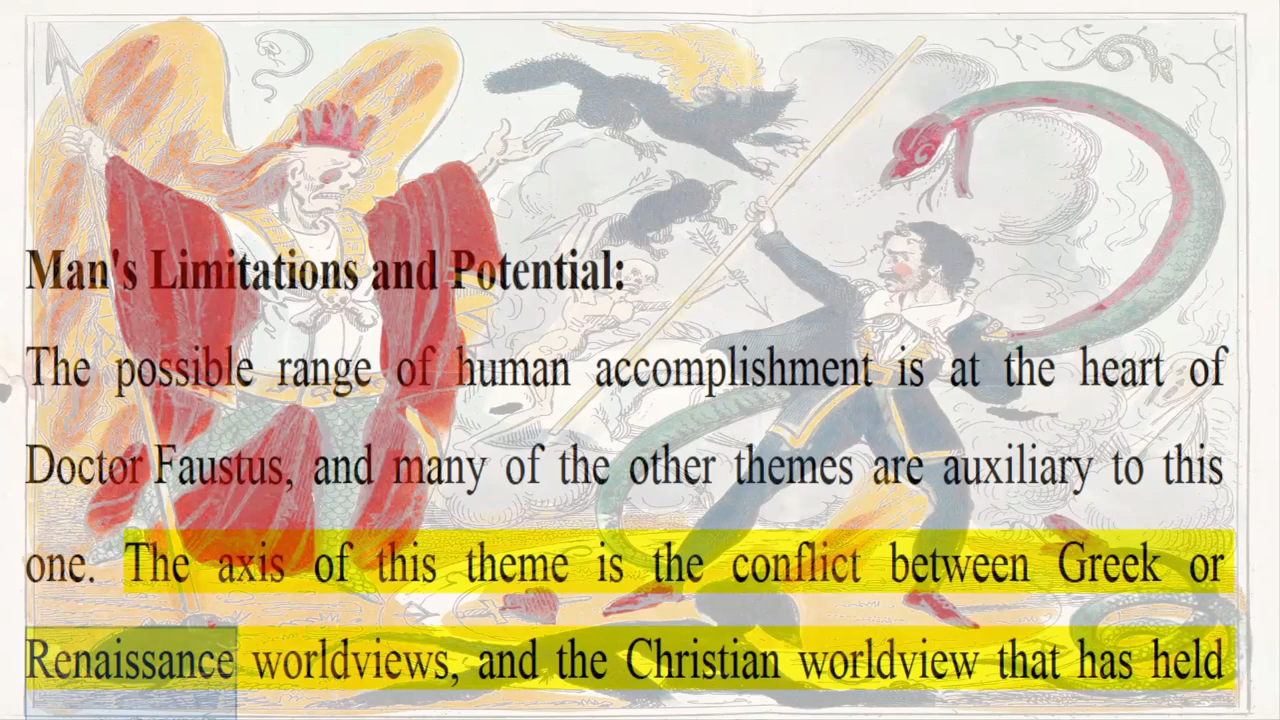 Man's Limitations and Potential:
The possible range of human accomplishment is at the heart of
Doctor Faustus, and many of the other themes are auxiliary to this
one. The axis of this theme is the conflict between Greek or
Renaissance worldviews, and the Christian worldview that has held